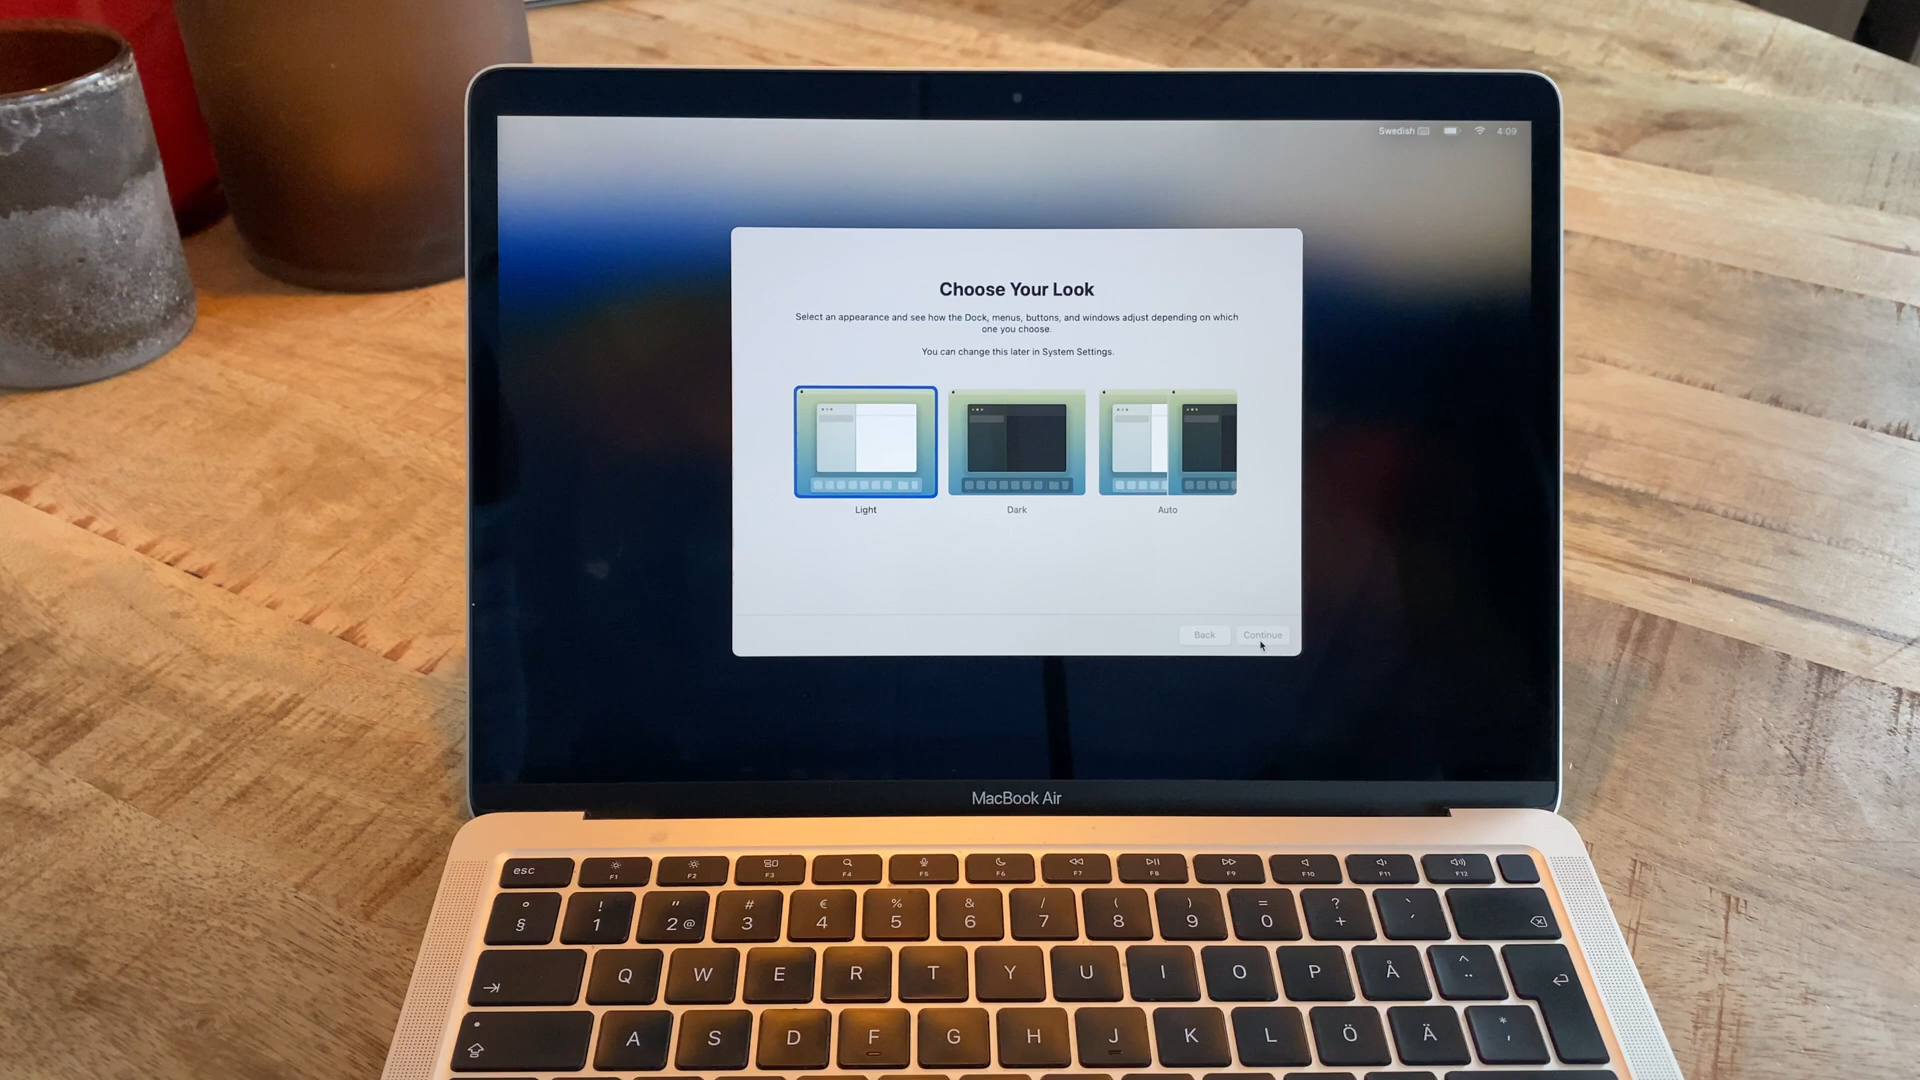 Swedish 4:09
Choose Your Look
Select an appearance and see how the Dock, menus, buttons, and windows adjust depending on which
one you choose.
You can change this later in System Settings.
Light Dark Auto
Back Continue
MacBook Air
esc F1 F2 F3 F4 F5 F6 F7 F8 F9 F10 F11 F12
° ! " # € % & / ( ) = ? `
§ 1 2 @ 3 4 5 6 7 8 9 0 + ´
Q W E R T Y U I O P Å ^ ¨
A S D F G H J K L Ö Ä * '